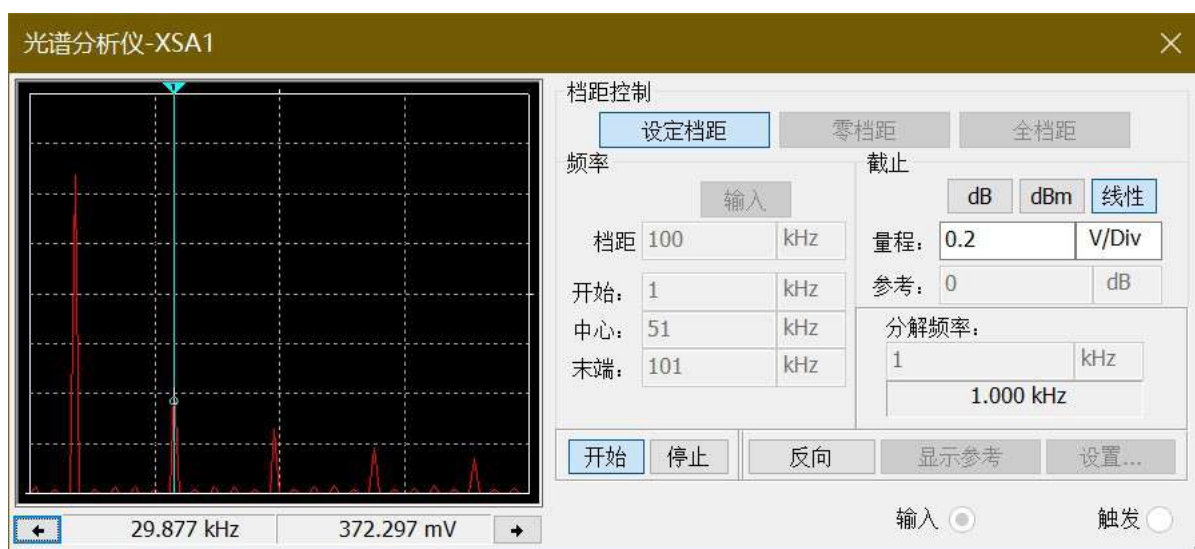 光谱分析仪-XSA1
1
档距控制
设定档距 零档距 全档距
频率
输入
档距 100 kHz
开始: 1 kHz
中心: 51 kHz
末端: 101 kHz
截止
dB dBm 线性
量程: 0.2 V/Div
参考: 0 dB
分解频率:
1 kHz
1.000 kHz
开始 停止 反向 显示参考 设置...
29.877 kHz 372.297 mV
输入 触发